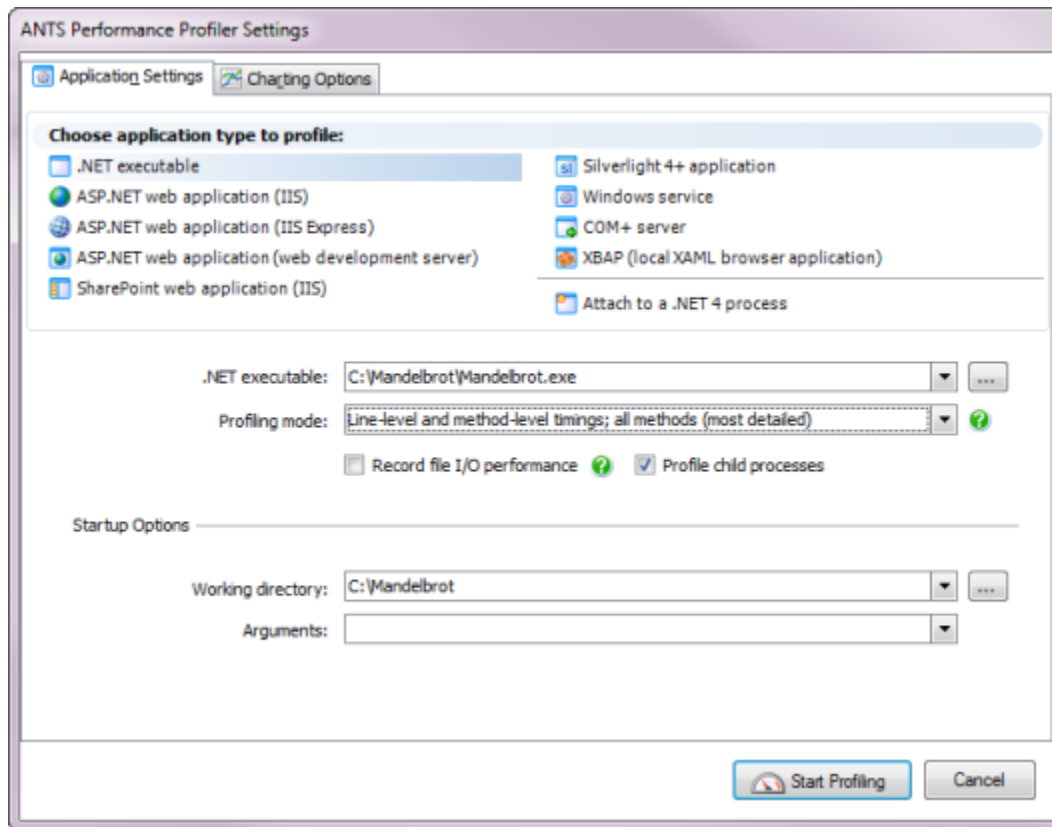 ANTS Performance Profiler Settings
Application Settings
Charting Options
Choose application type to profile:
.NET executable
ASP.NET web application (IIS)
ASP.NET web application (IIS Express)
ASP.NET web application (web development server)
SharePoint web application (IIS)
Silverlight 4+ application
Windows service
COM+ server
XBAP (local XAML browser application)
Attach to a .NET 4 process
.NET executable: C:\Mandelbrot\Mandelbrot.exe ...
Profiling mode: Line-level and method-level timings; all methods (most detailed) ?
Record file I/O performance ? Profile child processes
Startup Options
Working directory: C:\Mandelbrot ...
Arguments:
Start Profiling Cancel